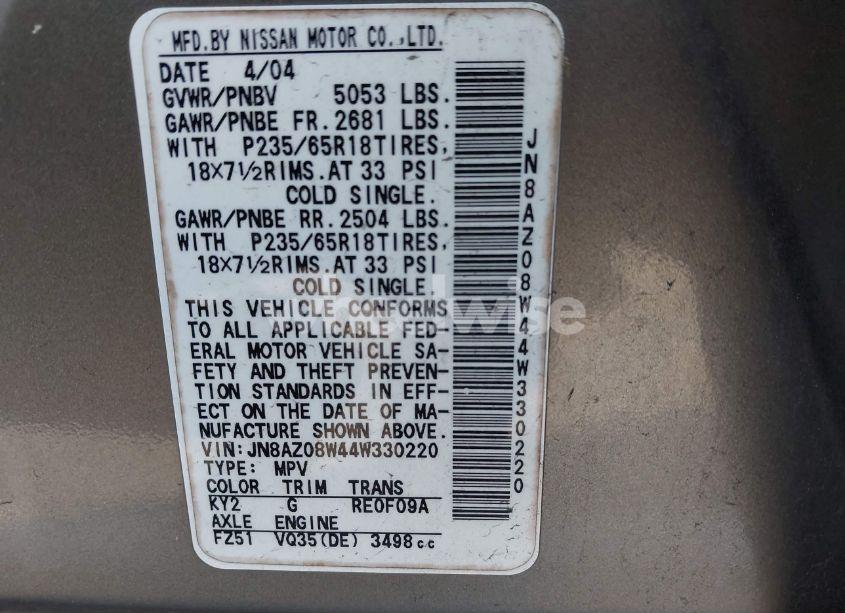 MFD.BY NISSAN MOTOR CO.,LTD.
DATE 4/04
GVWR/PNBV 5053 LBS.
GAWR/PNBE FR.2681 LBS.
WITH P235/65R18TIRES,
18X7½RIMS.AT 33 PSI
COLD SINGLE.
GAWR/PNBE RR.2504 LBS.
WITH P235/65R18TIRES,
18X7½RIMS.AT 33 PSI
COLD SINGLE.
THIS VEHICLE CONFORMS
TO ALL APPLICABLE FED-
ERAL MOTOR VEHICLE SA-
FETY AND THEFT PREVEN-
TION STANDARDS IN EFF-
ECT ON THE DATE OF MA-
NUFACTURE SHOWN ABOVE.
VIN:JN8AZ08W44W330220
TYPE: MPV
COLOR TRIM TRANS
KY2 G RE0F09A
AXLE ENGINE
FZ51 VQ35(DE) 3498cc
JN8AZ08W44W330220